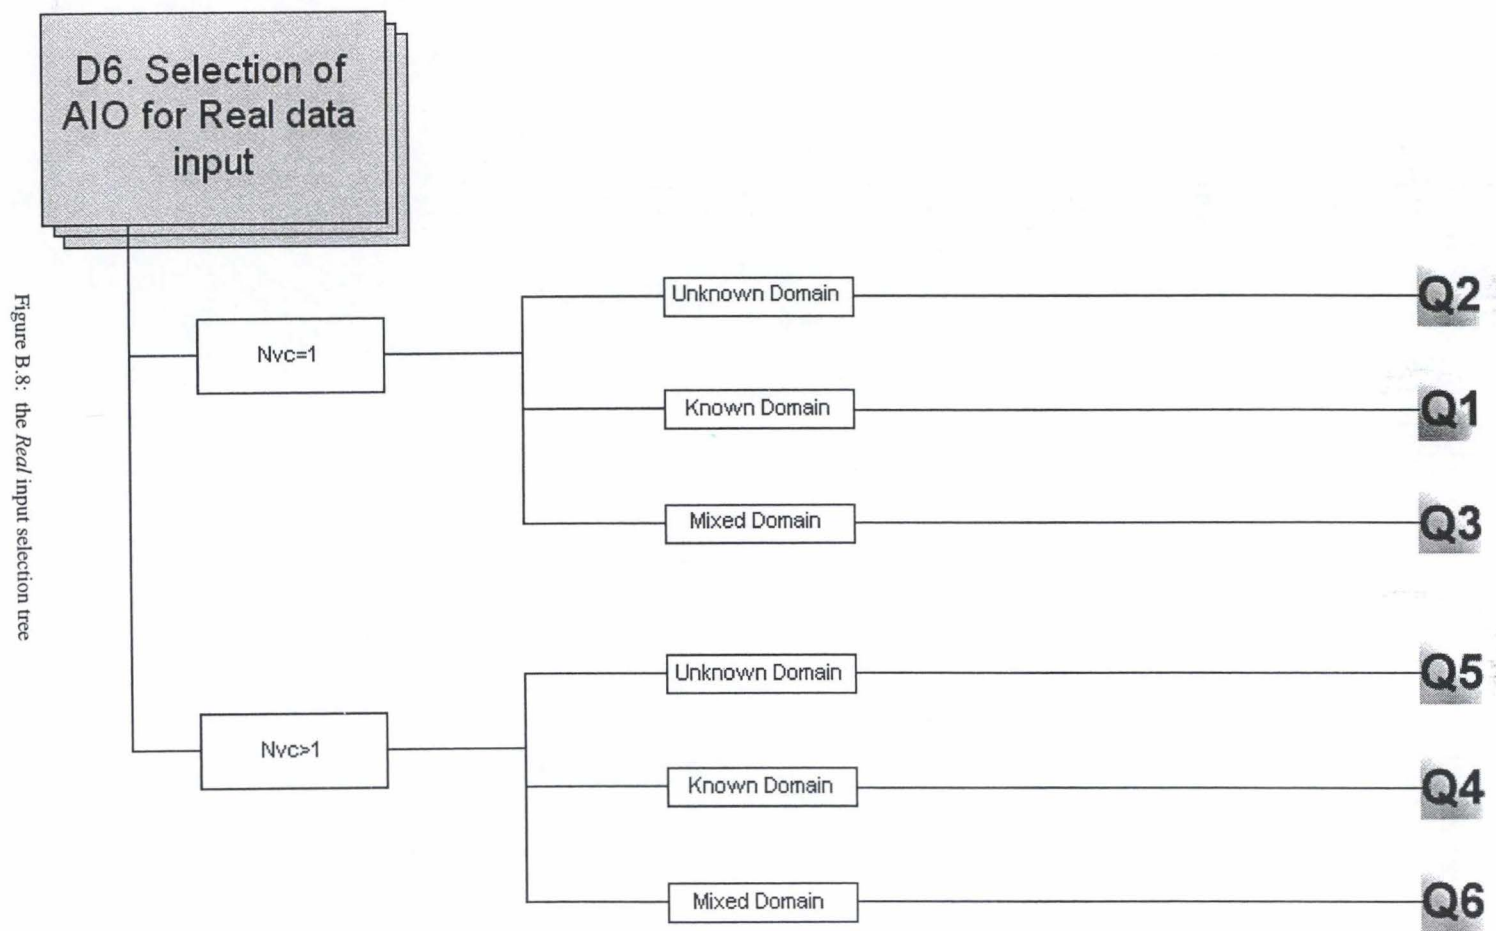 D6. Selection of
AIO for Real data
input
Nvc=1
Unknown Domain
Q2
Known Domain
Q1
Mixed Domain
Q3
Nvc>1
Unknown Domain
Q5
Known Domain
Q4
Mixed Domain
Q6
Figure B.8: the Real input selection tree